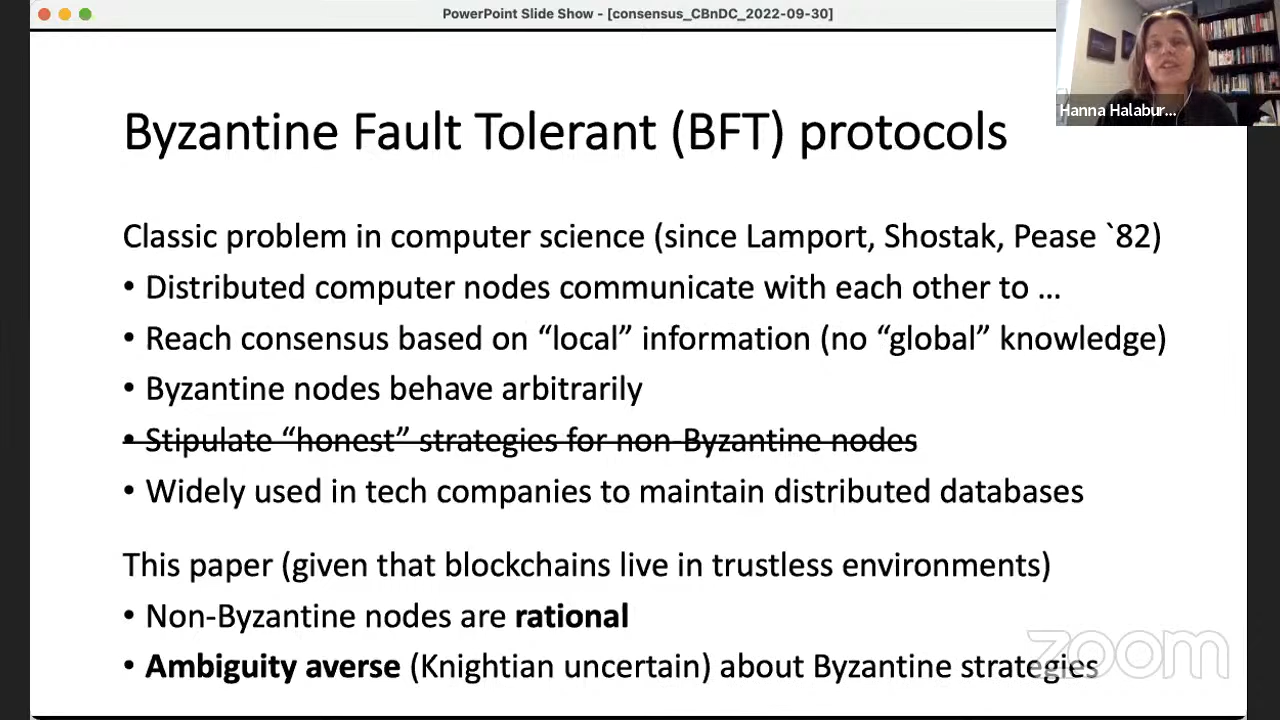 PowerPoint Slide Show - [consensus_CBnDC_2022-09-30]
Hanna Halabur...
Byzantine Fault Tolerant (BFT) protocols
Classic problem in computer science (since Lamport, Shostak, Pease `82)
• Distributed computer nodes communicate with each other to …
• Reach consensus based on “local” information (no “global” knowledge)
• Byzantine nodes behave arbitrarily
• Stipulate “honest” strategies for non-Byzantine nodes
• Widely used in tech companies to maintain distributed databases
This paper (given that blockchains live in trustless environments)
• Non-Byzantine nodes are rational
• Ambiguity averse (Knightian uncertain) about Byzantine strategies
zoom